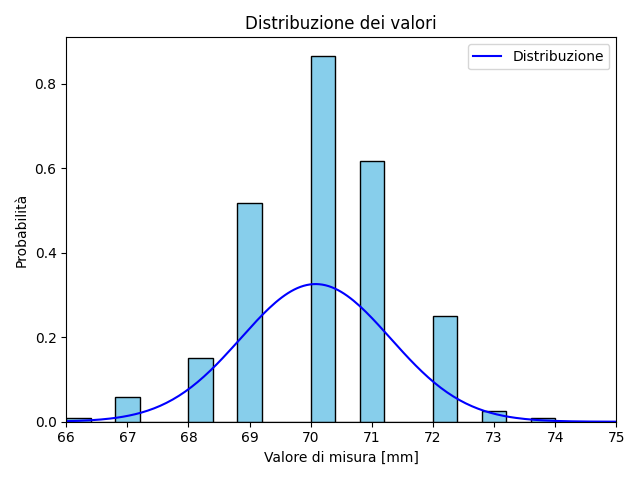 Distribuzione dei valori
Distribuzione
Probabilità
0.8
0.6
0.4
0.2
0.0
66 67 68 69 70 71 72 73 74 75
Valore di misura [mm]